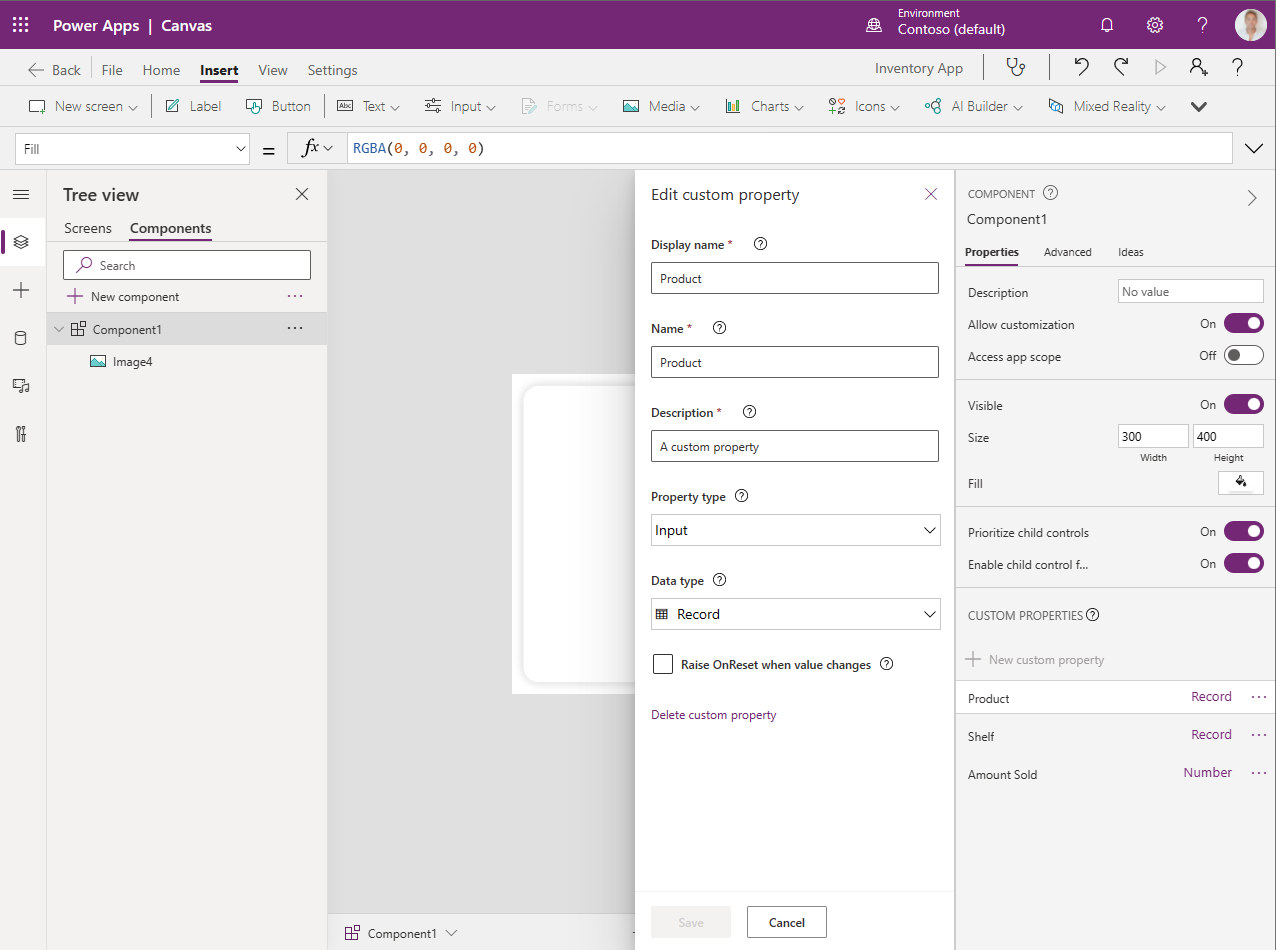 Power Apps | Canvas
Environment
Contoso (default)
Back File Home Insert View Settings
Inventory App
New screen Label Button Text Input Forms Media Charts Icons AI Builder Mixed Reality
Fill
= fx RGBA(0, 0, 0, 0)
Tree view
Screens Components
Search
New component
Component1
Image4
Component1
Edit custom property
Display name *
Product
Name *
Product
Description *
A custom property
Property type
Input
Data type
Record
Raise OnReset when value changes
Delete custom property
Save Cancel
COMPONENT
Component1
Properties Advanced Ideas
Description No value
Allow customization On
Access app scope Off
Visible On
Size 300 400
Width Height
Fill
Prioritize child controls On
Enable child control f... On
CUSTOM PROPERTIES
New custom property
Product Record
Shelf Record
Amount Sold Number